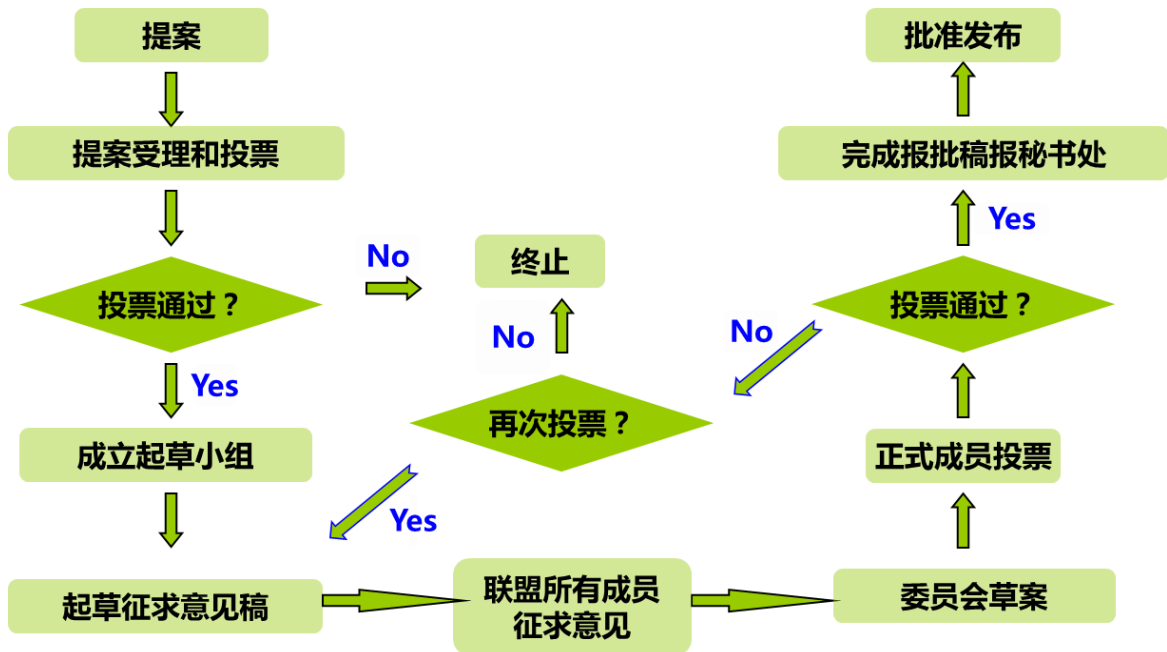 提案
批准发布
提案受理和投票
完成报批稿报秘书处
Yes
No
终止
投票通过？
投票通过？
No
No
Yes
再次投票？
成立起草小组
正式成员投票
Yes
起草征求意见稿
联盟所有成员
征求意见
委员会草案